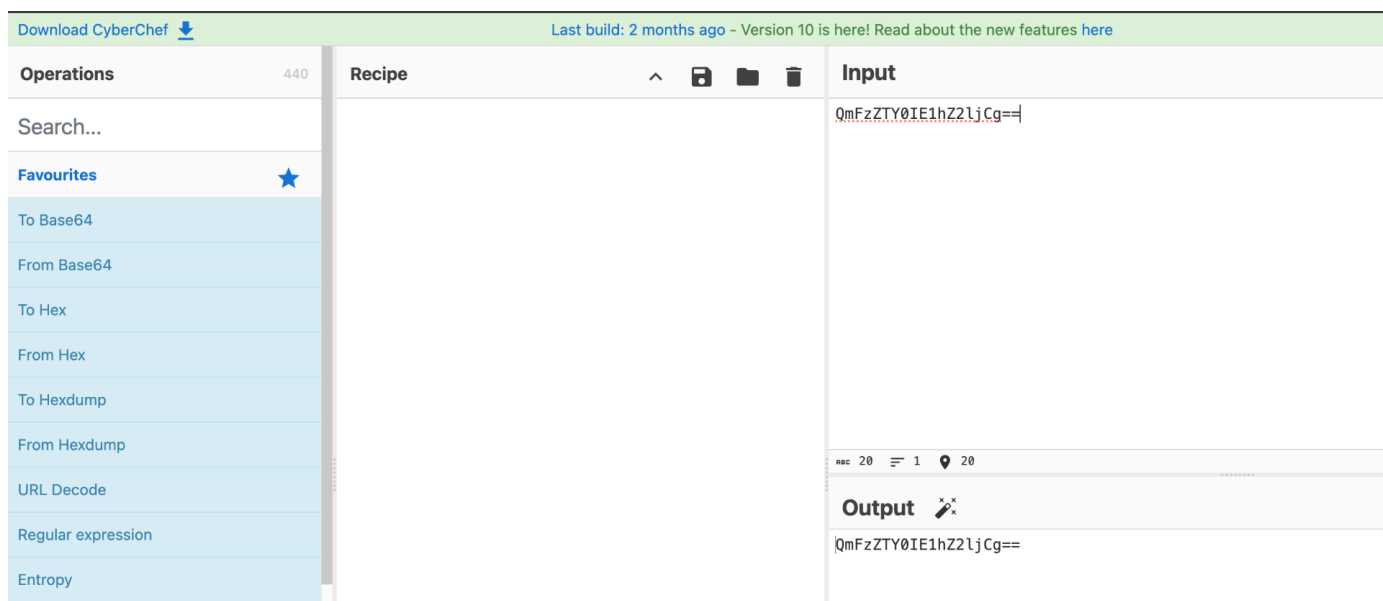 Download CyberChef
Last build: 2 months ago - Version 10 is here! Read about the new features here
Operations
440
Search...
Favourites
To Base64
From Base64
To Hex
From Hex
To Hexdump
From Hexdump
URL Decode
Regular expression
Entropy
Recipe
Input
QmFzZTY0IE1hZ2ljCg==
ABC 20 1 20
Output
QmFzZTY0IE1hZ2ljCg==